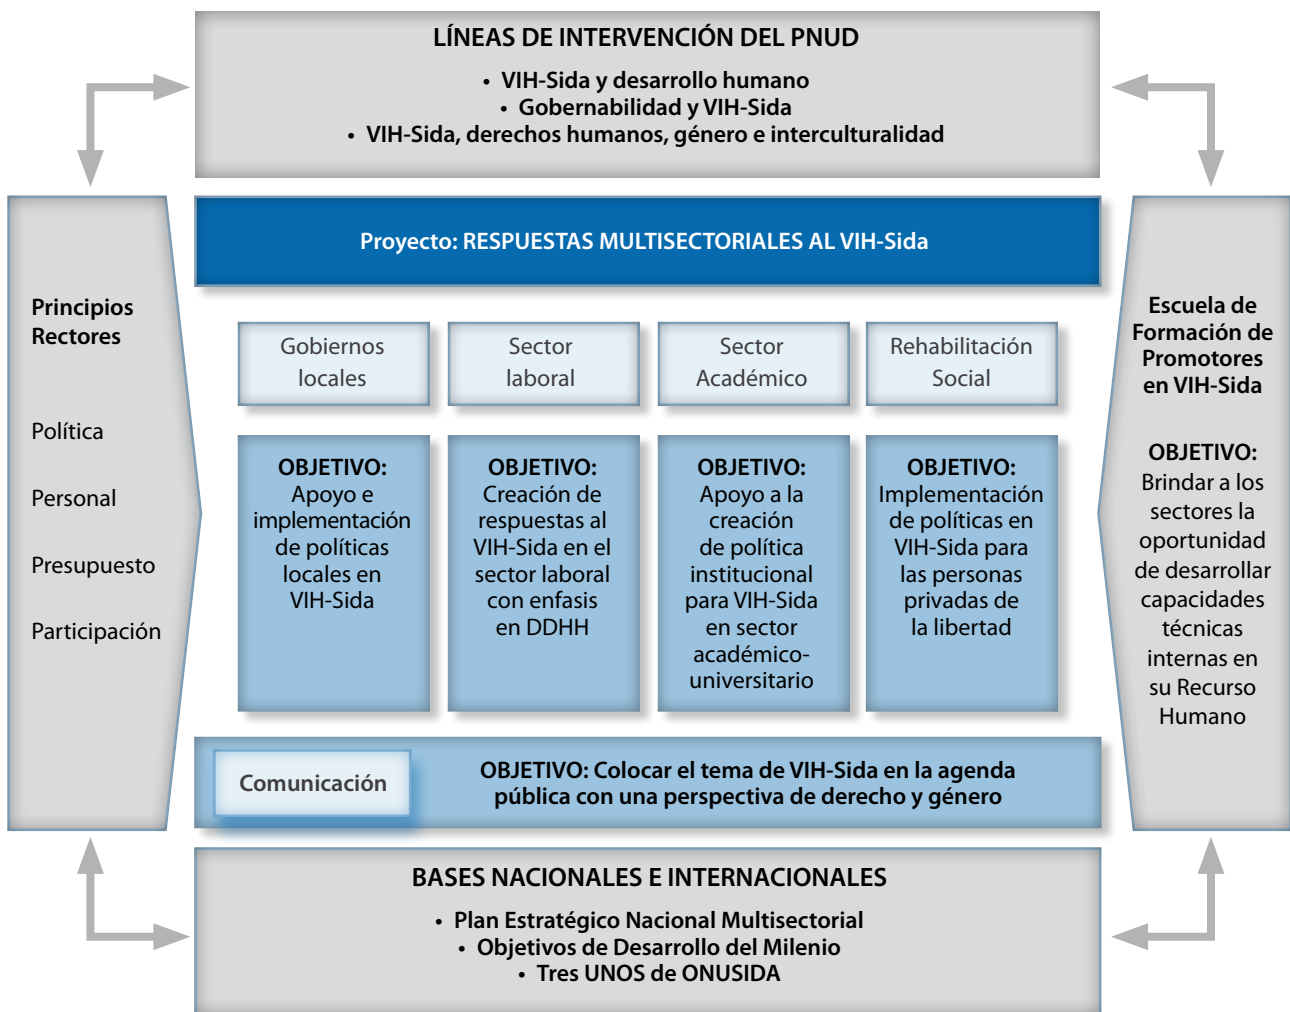 LÍNEAS DE INTERVENCIÓN DEL PNUD
• VIH-Sida y desarrollo humano
• Gobernabilidad y VIH-Sida
• VIH-Sida, derechos humanos, género e interculturalidad
Principios
Rectores
Política
Personal
Presupuesto
Participación
Proyecto: RESPUESTAS MULTISECTORIALES AL VIH-Sida
Gobiernos
locales
OBJETIVO:
Apoyo e
implementación
de políticas
locales en
VIH-Sida
Sector
laboral
OBJETIVO:
Creación de
respuestas al
VIH-Sida en el
sector laboral
con enfasis
en DDHH
Sector
Académico
OBJETIVO:
Apoyo a la
creación
de política
institucional
para VIH-Sida
en sector
académico-
universitario
Rehabilitación
Social
OBJETIVO:
Implementación
de políticas en
VIH-Sida para
las personas
privadas de
la libertad
Escuela de
Formación de
Promotores
en VIH-Sida
OBJETIVO:
Brindar a los
sectores la
oportunidad
de desarrollar
capacidades
técnicas
internas en
su Recurso
Humano
Comunicación
OBJETIVO: Colocar el tema de VIH-Sida en la agenda
pública con una perspectiva de derecho y género
BASES NACIONALES E INTERNACIONALES
• Plan Estratégico Nacional Multisectorial
• Objetivos de Desarrollo del Milenio
• Tres UNOS de ONUSIDA